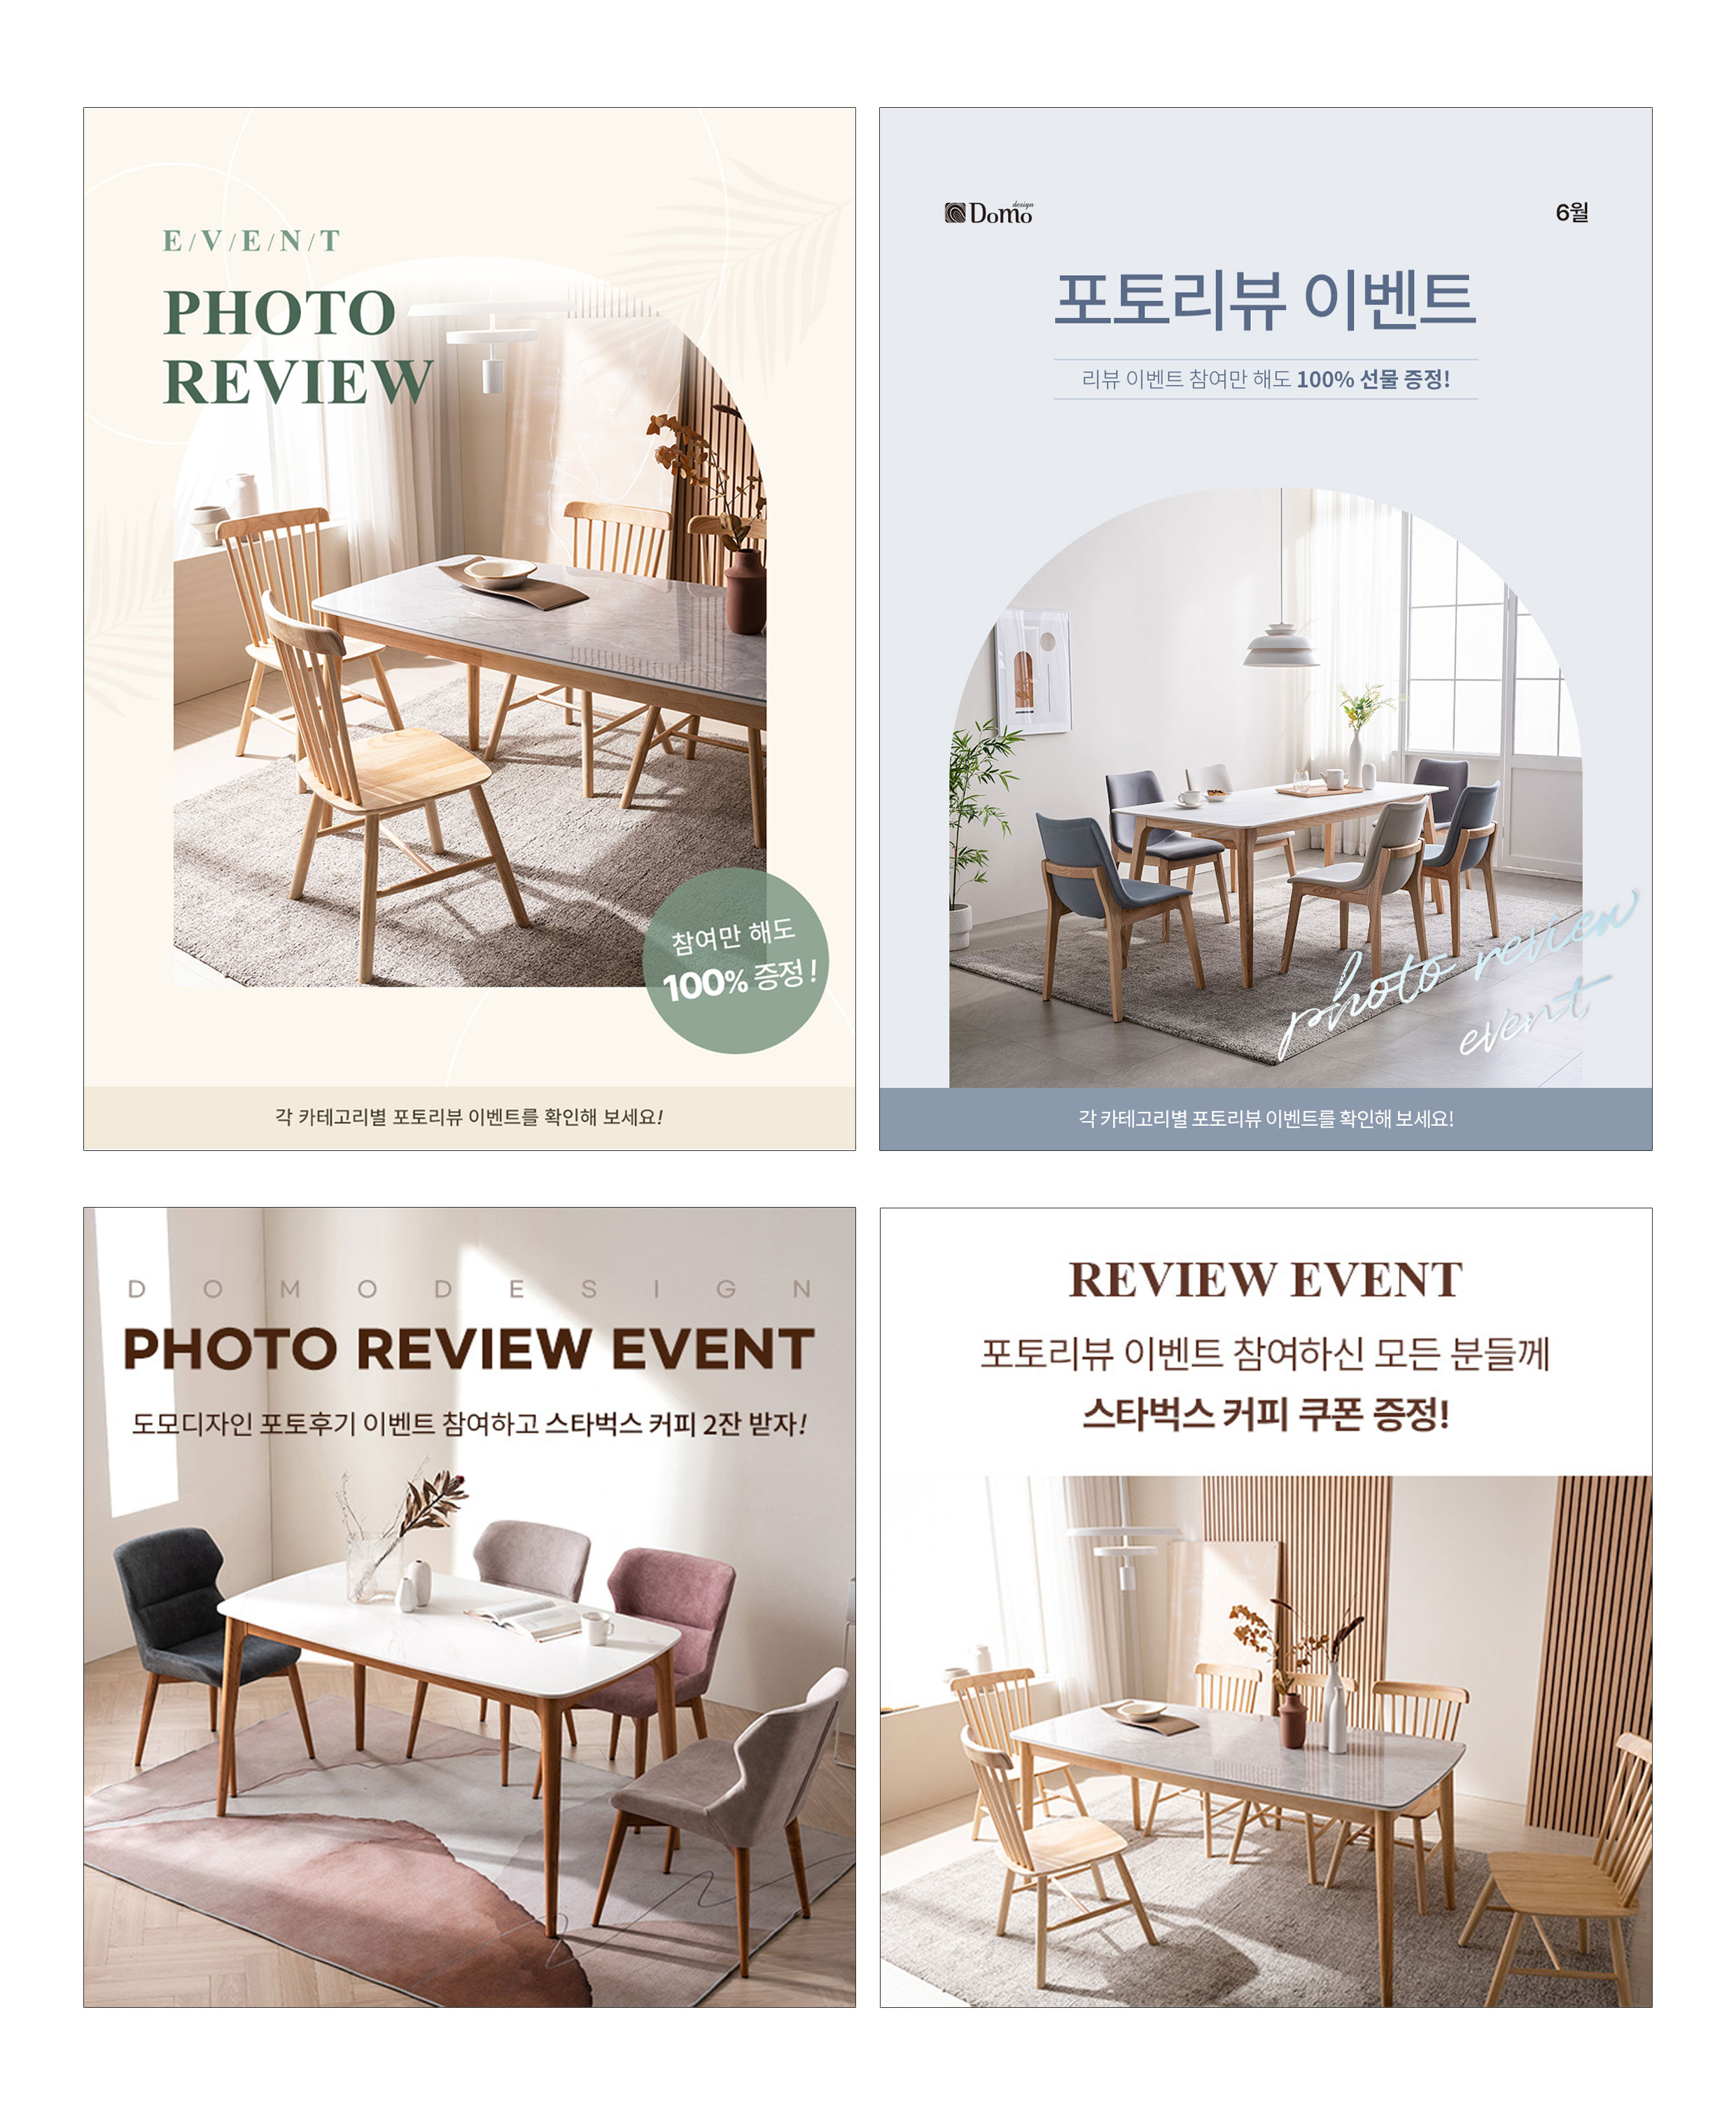 E/V/E/N/T
PHOTO
REVIEW
참여만 해도
100% 증정!
각 카테고리별 포토리뷰 이벤트를 확인해 보세요!
Domo design
6월
포토리뷰 이벤트
리뷰 이벤트 참여만 해도 100% 선물 증정!
photo review
event
각 카테고리별 포토리뷰 이벤트를 확인해 보세요!
DOMODESIGN
PHOTO REVIEW EVENT
도모디자인 포토후기 이벤트 참여하고 스타벅스 커피 2잔 받자!
REVIEW EVENT
포토리뷰 이벤트 참여하신 모든 분들께
스타벅스 커피 쿠폰 증정!